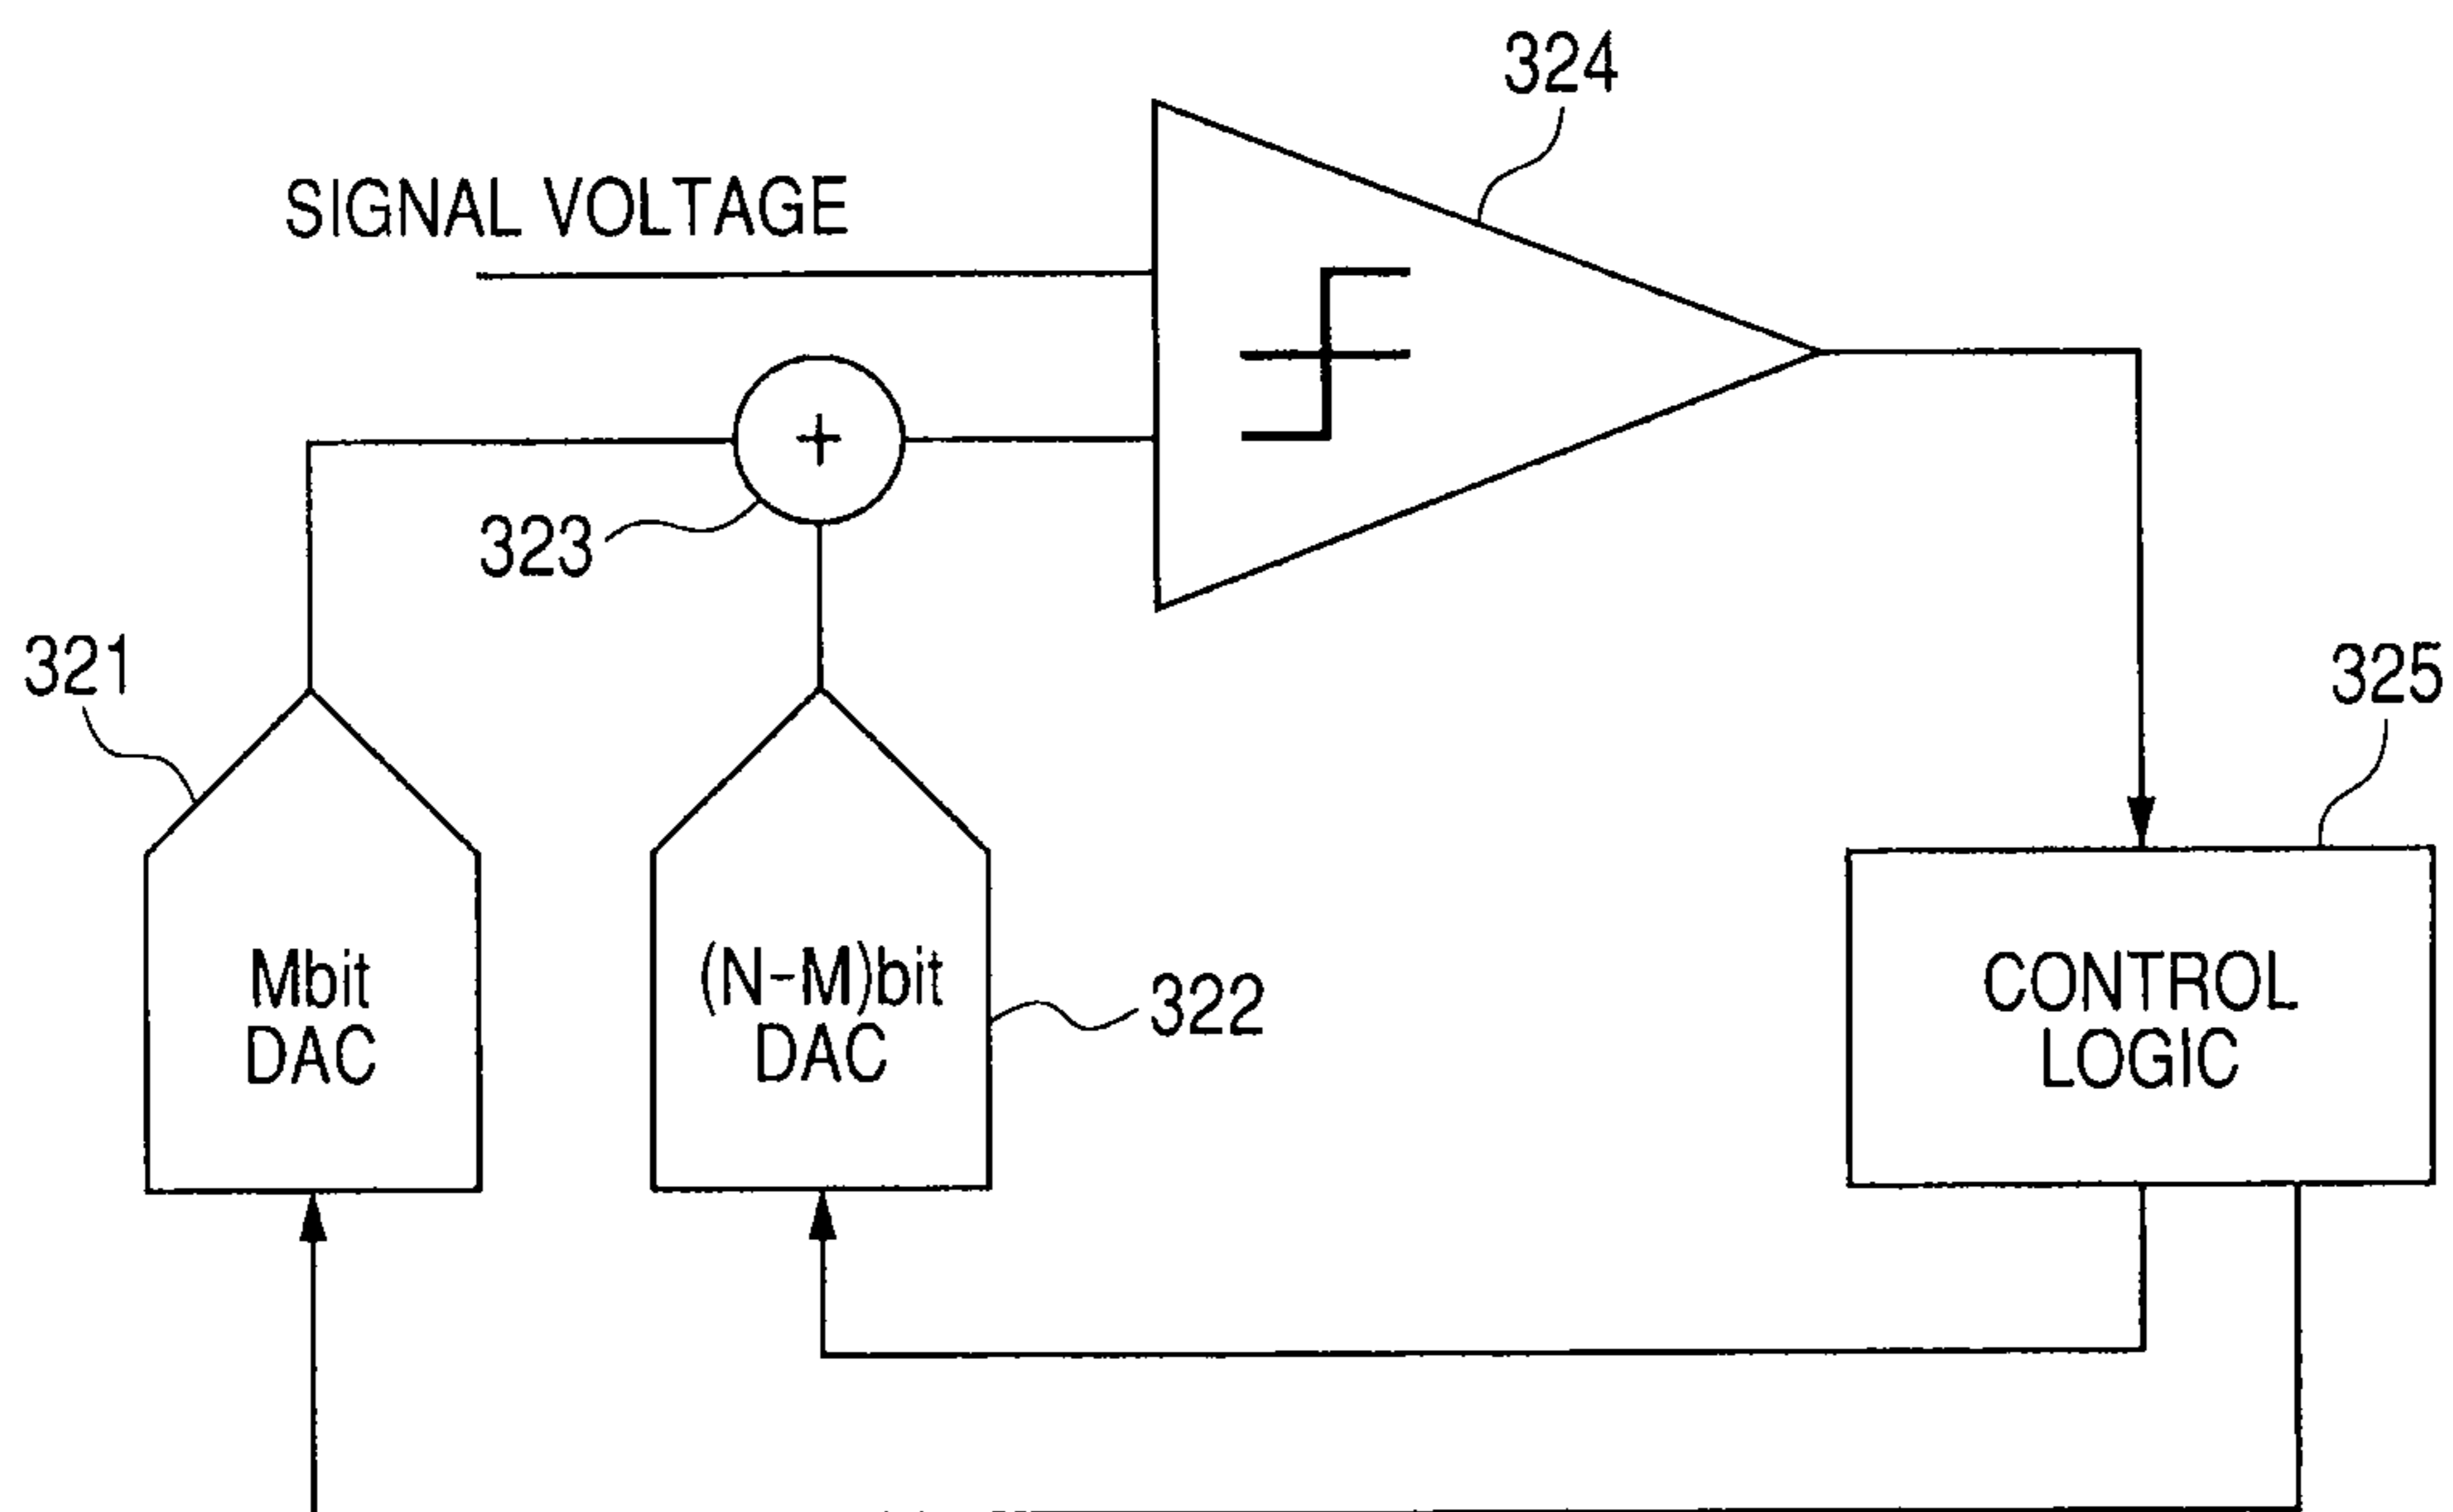 324
SIGNAL VOLTAGE
+
323
321
325
Mbit
DAC
(N-M)bit
DAC
322
CONTROL
LOGIC